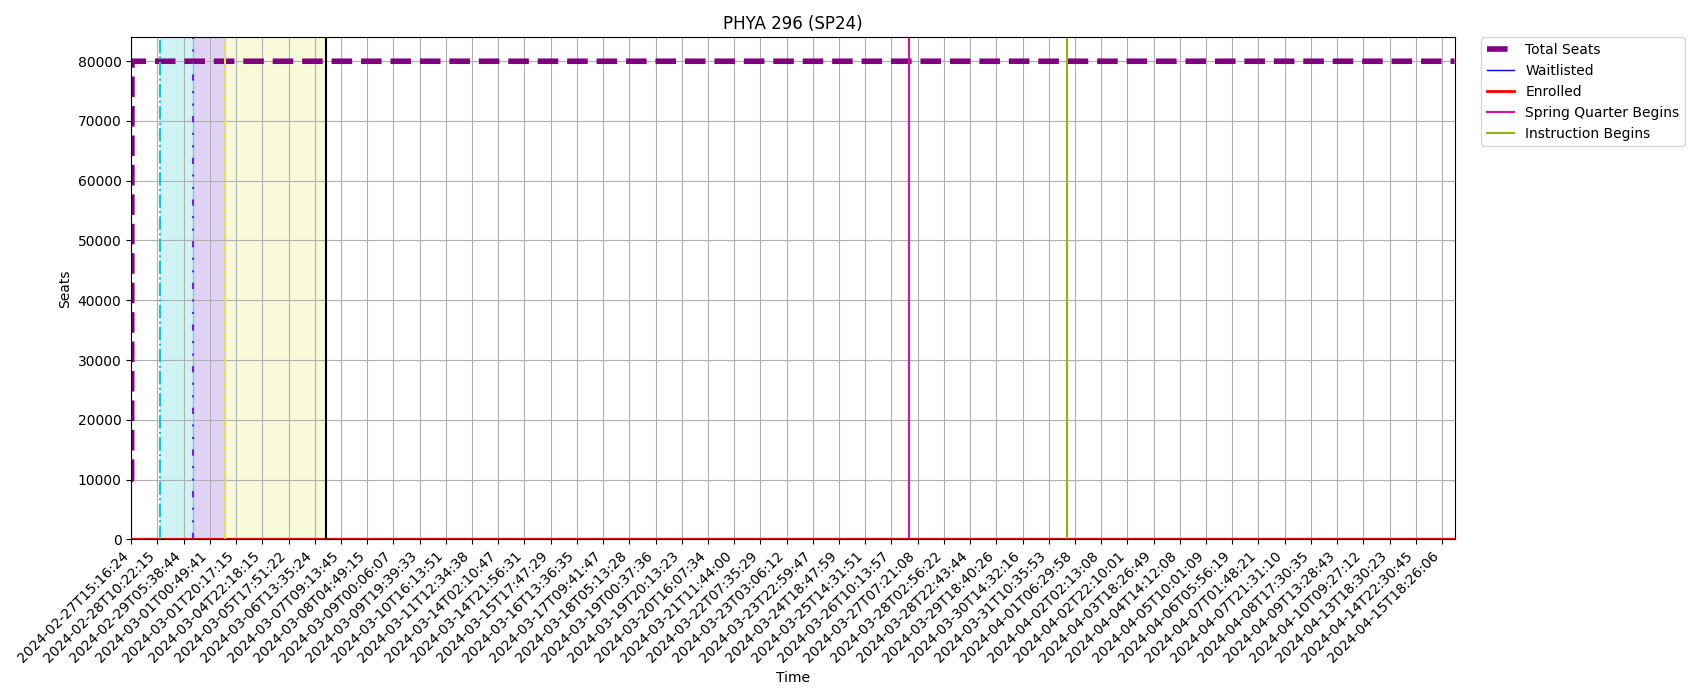 PHYA 296 (SP24)
Total Seats
Waitlisted
Enrolled
Spring Quarter Begins
Instruction Begins
80000
70000
60000
50000
40000
30000
20000
10000
0
Seats
2024-02-27T15:16:24
2024-02-28T10:22:15
2024-02-29T05:38:44
2024-03-01T00:49:41
2024-03-01T20:17:15
2024-03-04T22:18:15
2024-03-05T17:51:22
2024-03-06T13:35:24
2024-03-07T09:13:45
2024-03-08T04:49:15
2024-03-09T00:06:07
2024-03-09T19:39:33
2024-03-10T16:13:51
2024-03-11T12:34:38
2024-03-14T02:10:47
2024-03-14T21:56:31
2024-03-15T17:47:29
2024-03-16T13:36:35
2024-03-17T09:41:47
2024-03-18T05:13:28
2024-03-19T00:37:36
2024-03-19T20:13:23
2024-03-20T16:07:34
2024-03-21T11:44:00
2024-03-22T07:35:29
2024-03-23T03:06:12
2024-03-23T22:59:47
2024-03-24T18:47:59
2024-03-25T14:31:51
2024-03-26T10:13:57
2024-03-27T07:21:08
2024-03-28T02:56:22
2024-03-28T22:43:44
2024-03-29T18:40:26
2024-03-30T14:32:16
2024-03-31T10:35:53
2024-04-01T06:29:58
2024-04-02T02:13:08
2024-04-02T22:10:01
2024-04-03T18:26:49
2024-04-04T14:12:08
2024-04-05T10:01:09
2024-04-06T05:56:19
2024-04-07T01:48:21
2024-04-07T21:31:10
2024-04-08T17:30:35
2024-04-09T13:28:43
2024-04-10T09:27:12
2024-04-13T18:30:23
2024-04-14T22:30:45
2024-04-15T18:26:06
Time